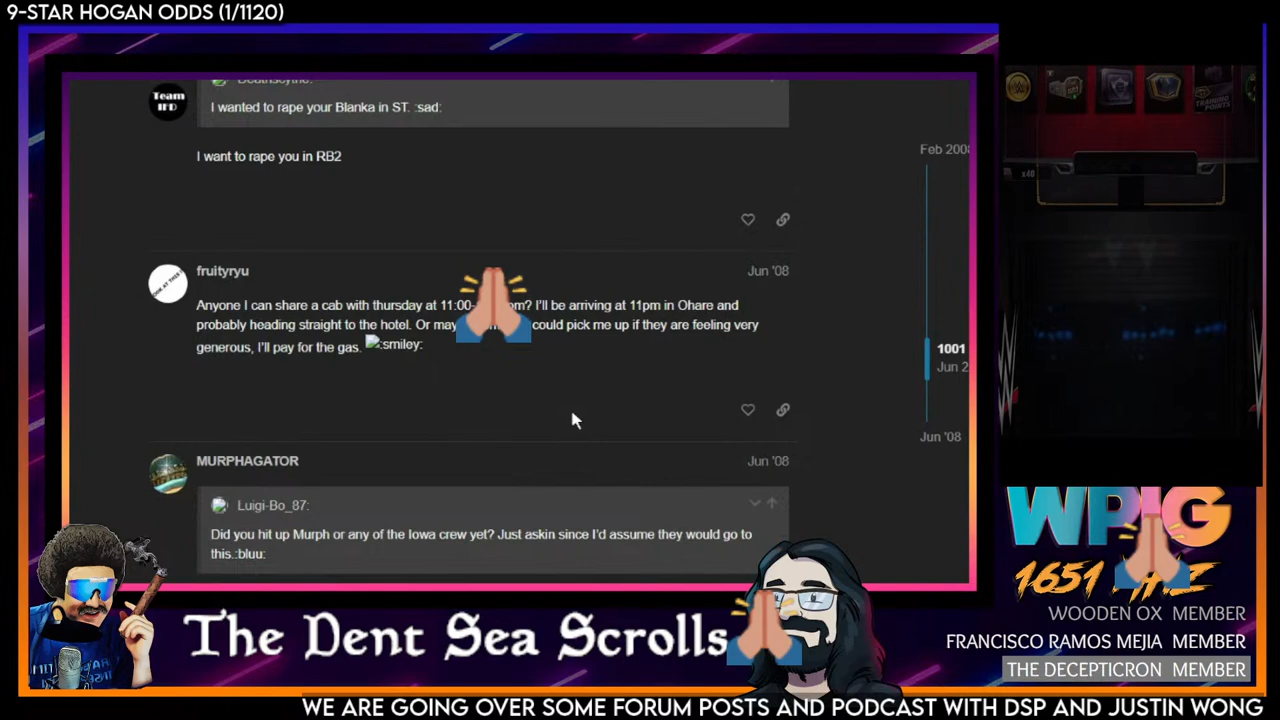 9-STAR HOGAN ODDS (1/1120)
Team
I wanted to rape your Blanka in ST. :sad:
I want to rape you in RB2
Feb 2008
fruityryu
Jun '08
Anyone I can share a cab with thursday at 11:00- pm? I'll be arriving at 11pm in Ohare and
probably heading straight to the hotel. Or may could pick me up if they are feeling very
generous, I'll pay for the gas. :smiley:
1001
Jun 2
Jun '08
MURPHAGATOR
Jun '08
Luigi-Bo_87:
Did you hit up Murph or any of the Iowa crew yet? Just askin since I'd assume they would go to
this.:bluu:
TRAINING
POINTS
x40
WPIG
1651
WOODEN OX MEMBER
FRANCISCO RAMOS MEJIA MEMBER
THE DECEPTICRON MEMBER
The Dent Sea Scrolls
WE ARE GOING OVER SOME FORUM POSTS AND PODCAST WITH DSP AND JUSTIN WONG